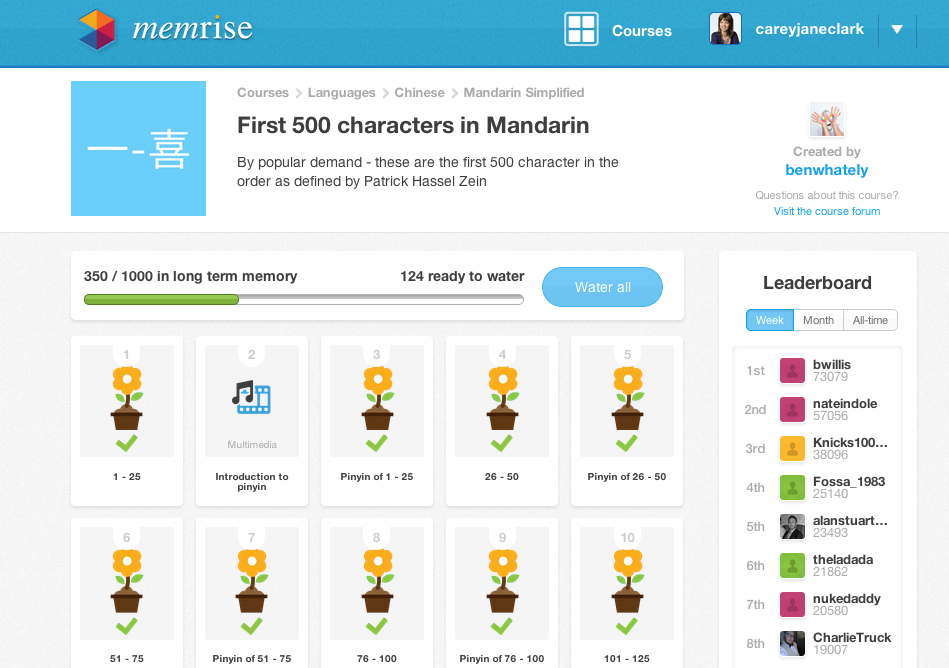 memrise
Courses
careyjaneclark
一-喜
Courses > Languages > Chinese > Mandarin Simplified
First 500 characters in Mandarin
By popular demand - these are the first 500 character in the
order as defined by Patrick Hassel Zein
Created by
benwhately
Questions about this course?
Visit the course forum
350 / 1000 in long term memory
124 ready to water
Water all
1
2
3
4
5
Multimedia
1 - 25
Introduction to
pinyin
Pinyin of 1 - 25
26 - 50
Pinyin of 26 - 50
6
7
8
9
10
51 - 75
Pinyin of 51 - 75
76 - 100
Pinyin of 76 - 100
101 - 125
Leaderboard
Week
Month
All-time
1st
bwillis
73079
2nd
nateindole
57056
3rd
Knicks100...
38096
4th
Fossa_1983
25140
5th
alanstuart...
23493
6th
theladada
21862
7th
nukedaddy
20580
8th
CharlieTruck
19007